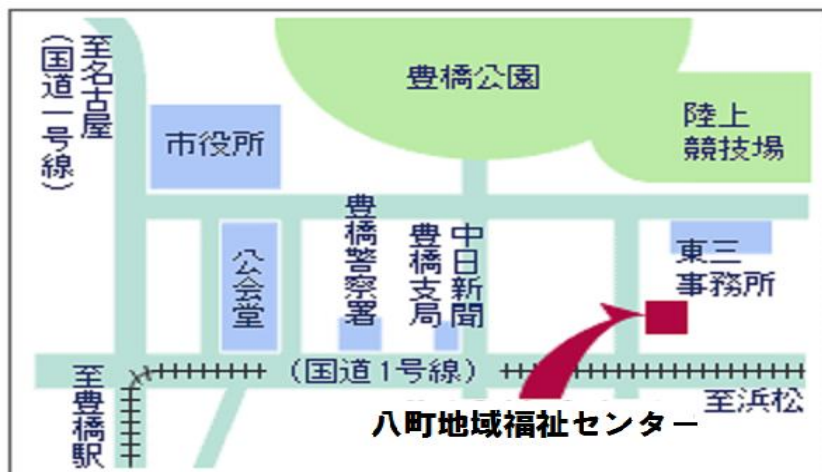 至名古屋
（国道一号線）
豊橋公園
陸上
競技場
市役所
公会堂
豊橋警察署
中日新聞
豊橋支局
東三
事務所
（国道1号線）
至豊橋駅
至浜松
八町地域福祉センター